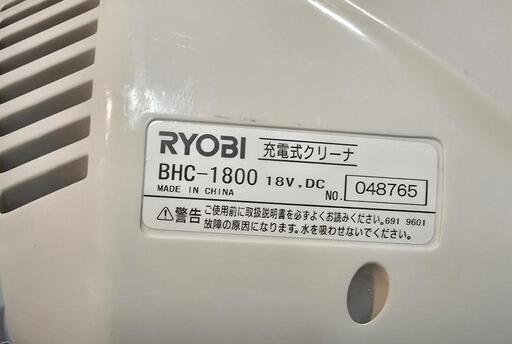 RYOBI 充電式クリーナ
BHC-1800 18V, DC
MADE IN CHINA NO. 048765
⚠警告 ご使用前に取扱説明書を必ずよくお読みください。691 9601
故障の原因になります。水を吸わせないでください。